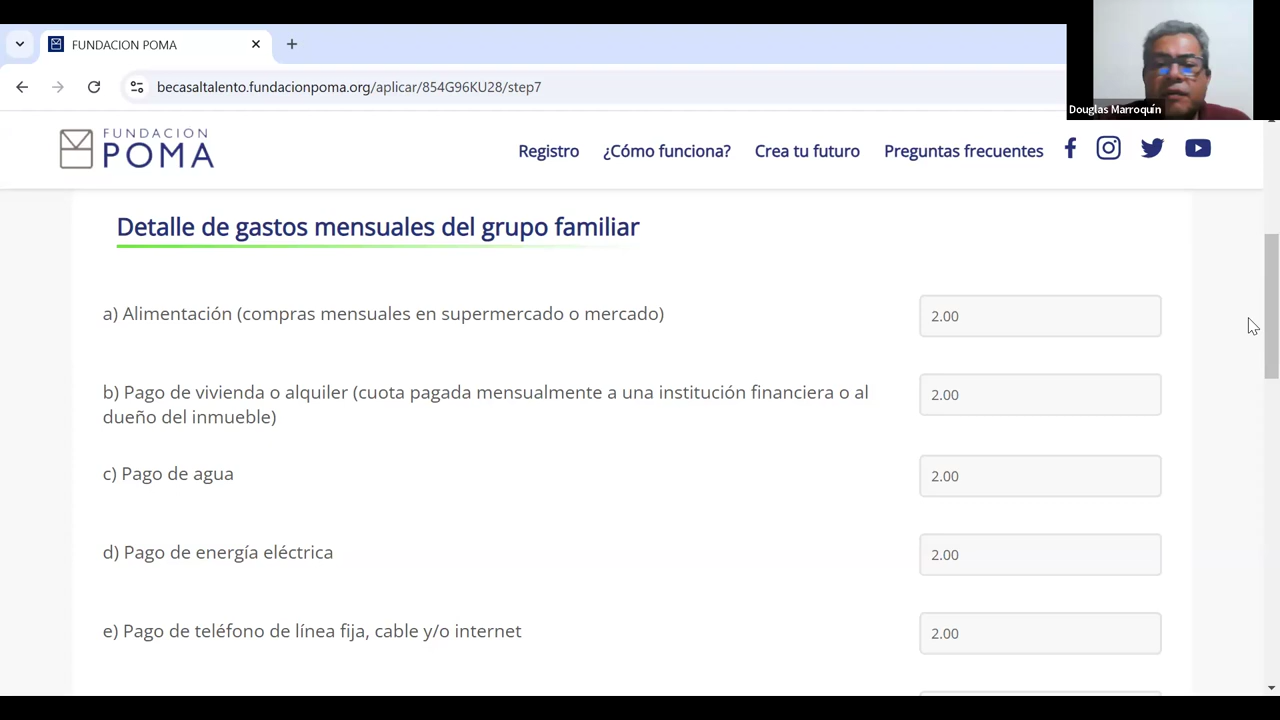 FUNDACION POMA
becasaltalento.fundacionpoma.org/aplicar/854G96KU28/step7
Douglas Marroquín
FUNDACION
POMA
Registro
¿Cómo funciona?
Crea tu futuro
Preguntas frecuentes
Detalle de gastos mensuales del grupo familiar
a) Alimentación (compras mensuales en supermercado o mercado)
2.00
b) Pago de vivienda o alquiler (cuota pagada mensualmente a una institución financiera o al
dueño del inmueble)
2.00
c) Pago de agua
2.00
d) Pago de energía eléctrica
2.00
e) Pago de teléfono de línea fija, cable y/o internet
2.00